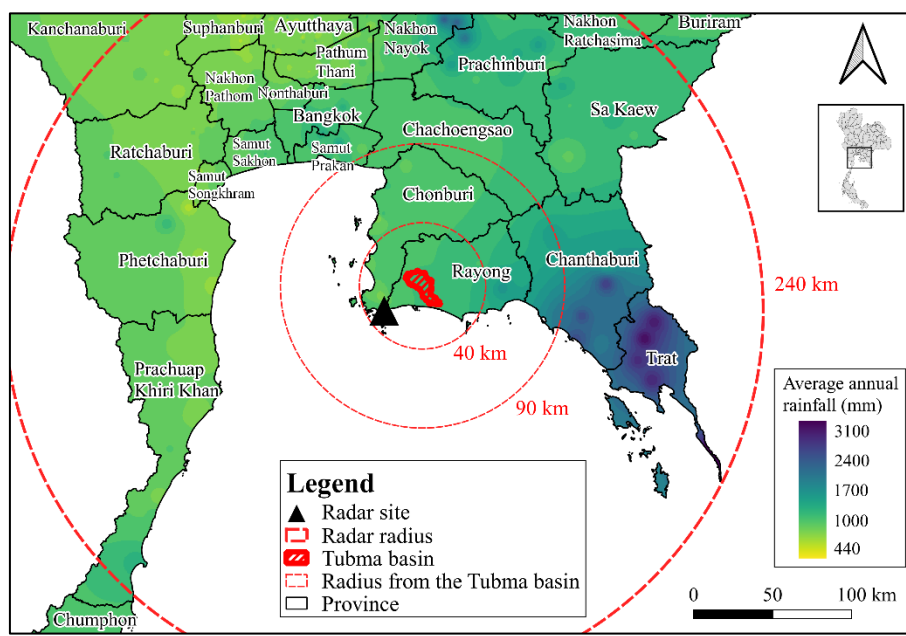 Kanchanaburi
Suphanburi
Ayutthaya
Nakhon
Nayok
Nakhon
Ratchasima
Buriram
Pathum
Thani
Prachinburi
Nakhon
Pathom
Nonthaburi
Bangkok
Sa Kaew
Chachoengsao
Ratchaburi
Samut
Sakhon
Samut
Prakan
Samut
Songkhram
Chonburi
Phetchaburi
Rayong
Chanthaburi
240 km
40 km
Trat
90 km
Prachuap
Khiri Khan
Chumphon
Average annual
rainfall (mm)
3100
2400
1700
1000
440
Legend
Radar site
Radar radius
Tubma basin
Radius from the Tubma basin
Province
0 50 100 km